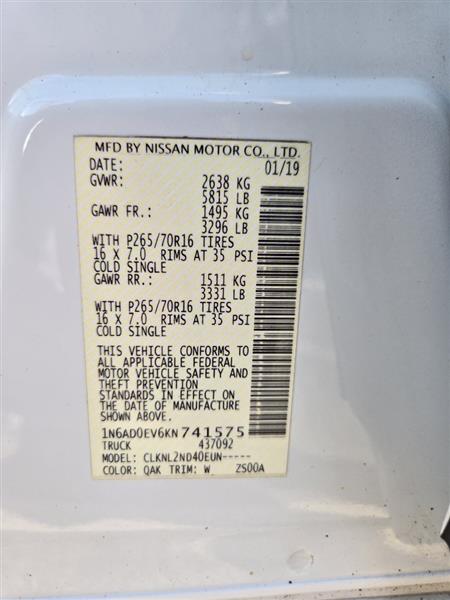 MFD BY NISSAN MOTOR CO., LTD.
DATE: 01/19
GVWR: 2638 KG
5815 LB
GAWR FR.: 1495 KG
3296 LB
WITH P265/70R16 TIRES
16 X 7.0 RIMS AT 35 PSI
COLD SINGLE
GAWR RR.: 1511 KG
3331 LB
WITH P265/70R16 TIRES
16 X 7.0 RIMS AT 35 PSI
COLD SINGLE
THIS VEHICLE CONFORMS TO
ALL APPLICABLE FEDERAL
MOTOR VEHICLE SAFETY AND
THEFT PREVENTION
STANDARDS IN EFFECT ON
THE DATE OF MANUFACTURE
SHOWN ABOVE.
1N6AD0EV6KN741575
TRUCK 437092
MODEL: CLKNL2ND40EUN-----
COLOR: QAK TRIM: W ZS00A